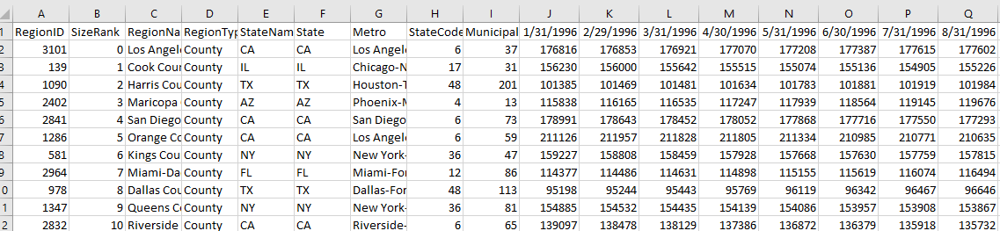 A B C D E F G H I J K L M N O P Q
1 RegionID SizeRank RegionNa RegionTyp StateNam State Metro StateCode Municipal 1/31/1996 2/29/1996 3/31/1996 4/30/1996 5/31/1996 6/30/1996 7/31/1996 8/31/1996
2 3101 0 Los Angel County CA CA Los Angel 6 37 176816 176853 176921 177070 177208 177387 177615 177602
3 139 1 Cook Coun County IL IL Chicago-N 17 31 156230 156000 155642 155515 155074 155136 154905 155226
4 1090 2 Harris Cou County TX TX Houston-T 48 201 101385 101469 101481 101634 101783 101881 101919 101984
5 2402 3 Maricopa County AZ AZ Phoenix-M 4 13 115838 116165 116535 117247 117939 118564 119145 119676
6 2841 4 San Diego County CA CA San Diego 6 73 178991 178643 178452 178052 177868 177716 177550 177293
7 1286 5 Orange Co County CA CA Los Angel 6 59 211126 211957 211828 211805 211334 210985 210771 210635
8 581 6 Kings Cou County NY NY New York- 36 47 159227 158808 158459 157928 157668 157630 157759 157815
9 2964 7 Miami-Da County FL FL Miami-For 12 86 114377 114486 114631 114898 115155 115619 116074 116494
0 978 8 Dallas Cou County TX TX Dallas-For 48 113 95198 95244 95443 95769 96119 96342 96467 96646
1 1347 9 Queens C County NY NY New York- 36 81 154885 154532 154435 154139 154086 153957 153908 153867
2 2832 10 Riverside County CA CA Riverside- 6 65 139097 138478 138129 137386 136872 136379 135918 135732